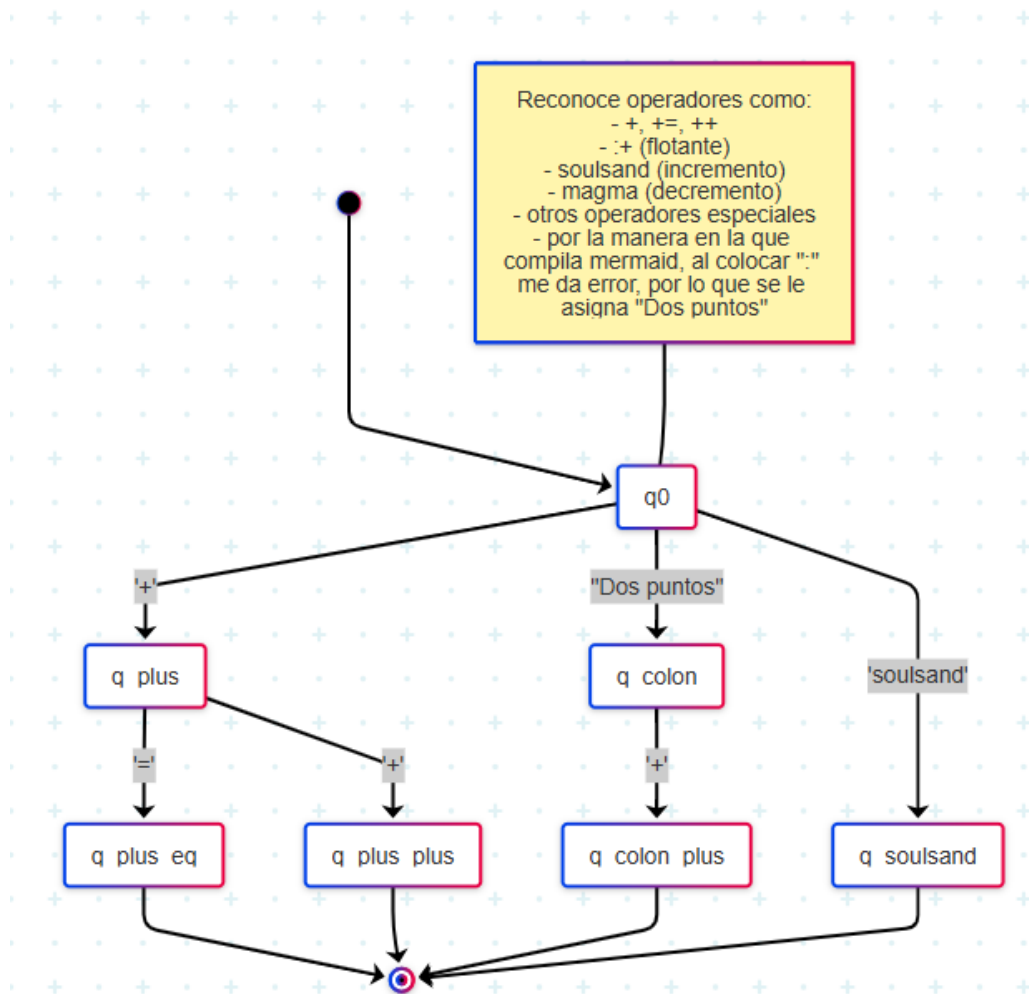 Reconoce operadores como:
- +, +=, ++
- :+ (flotante)
- soulsand (incremento)
- magma (decremento)
- otros operadores especiales
- por la manera en la que
compila mermaid, al colocar ":"
me da error, por lo que se le
asigna "Dos puntos"
q0
'+'
"Dos puntos"
'soulsand'
q plus
q colon
'='
'+'
'+'
q plus eq
q plus plus
q colon plus
q soulsand